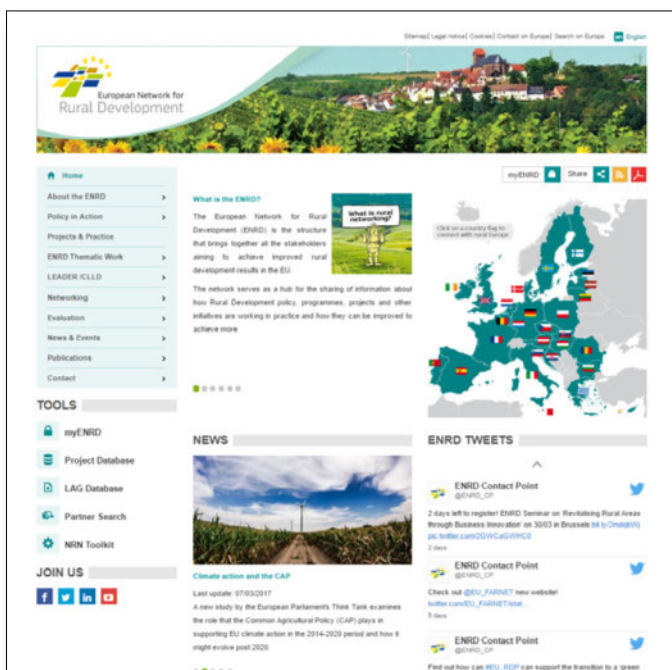 Sitemap| Legal notice| Cookies| Contact on Europa| Search on Europa en English
European Network for
Rural Development
Home
About the ENRD
Policy in Action
Projects & Practice
ENRD Thematic Work
LEADER /CLLD
Networking
Evaluation
News & Events
Publications
Contact
TOOLS
myENRD
Project Database
LAG Database
Partner Search
NRN Toolkit
JOIN US
What is the ENRD?
The European Network for Rural
Development (ENRD) is the structure
that brings together all the stakeholders
aiming to achieve improved rural
development results in the EU.
The network serves as a hub for the sharing of information about
how Rural Development policy, programmes, projects and other
initiatives are working in practice and how they can be improved to
achieve more
What is rural
networking?
NEWS
Climate action and the CAP
Last update: 07/03/2017
A new study by the European Parliament's Think Tank examines
the role that the Common Agricultural Policy (CAP) plays in
supporting EU climate action in the 2014-2020 period and how it
might evolve post 2020.
myENRD Share
Click on a country flag to
connect with rural Europe
ENRD TWEETS
ENRD Contact Point
@ENRD_CP
2 days left to register! ENRD Seminar on 'Revitalising Rural Areas
through Business Innovation' on 30/03 in Brussels
pic.twitter.com/2GWCaGWHC8
2 days
ENRD Contact Point
@ENRD_CP
Check out @EU_FARNET new website!
twitter.com/EU_FARNET/stat...
5 days
ENRD Contact Point
@ENRD_CP
Find out how can #EU_RDP can support the transition to a 'green